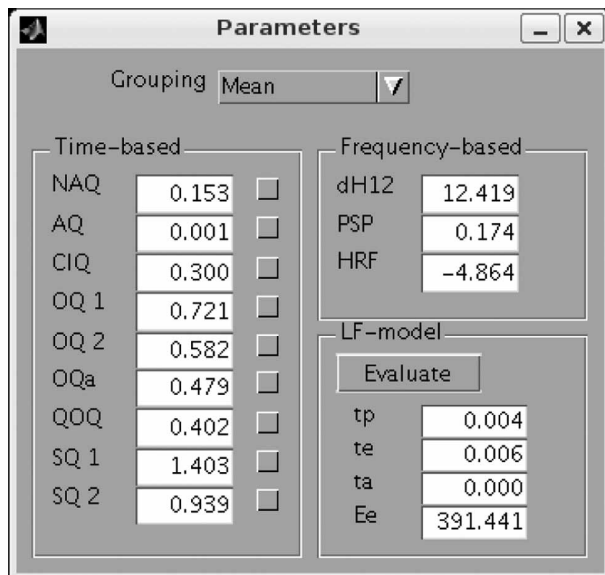 Parameters
Grouping Mean
Time-based
NAQ 0.153
AQ 0.001
ClQ 0.300
OQ 1 0.721
OQ 2 0.582
OQa 0.479
QOQ 0.402
SQ 1 1.403
SQ 2 0.939
Frequency-based
dH12 12.419
PSP 0.174
HRF -4.864
LF-model
Evaluate
tp 0.004
te 0.006
ta 0.000
Ee 391.441